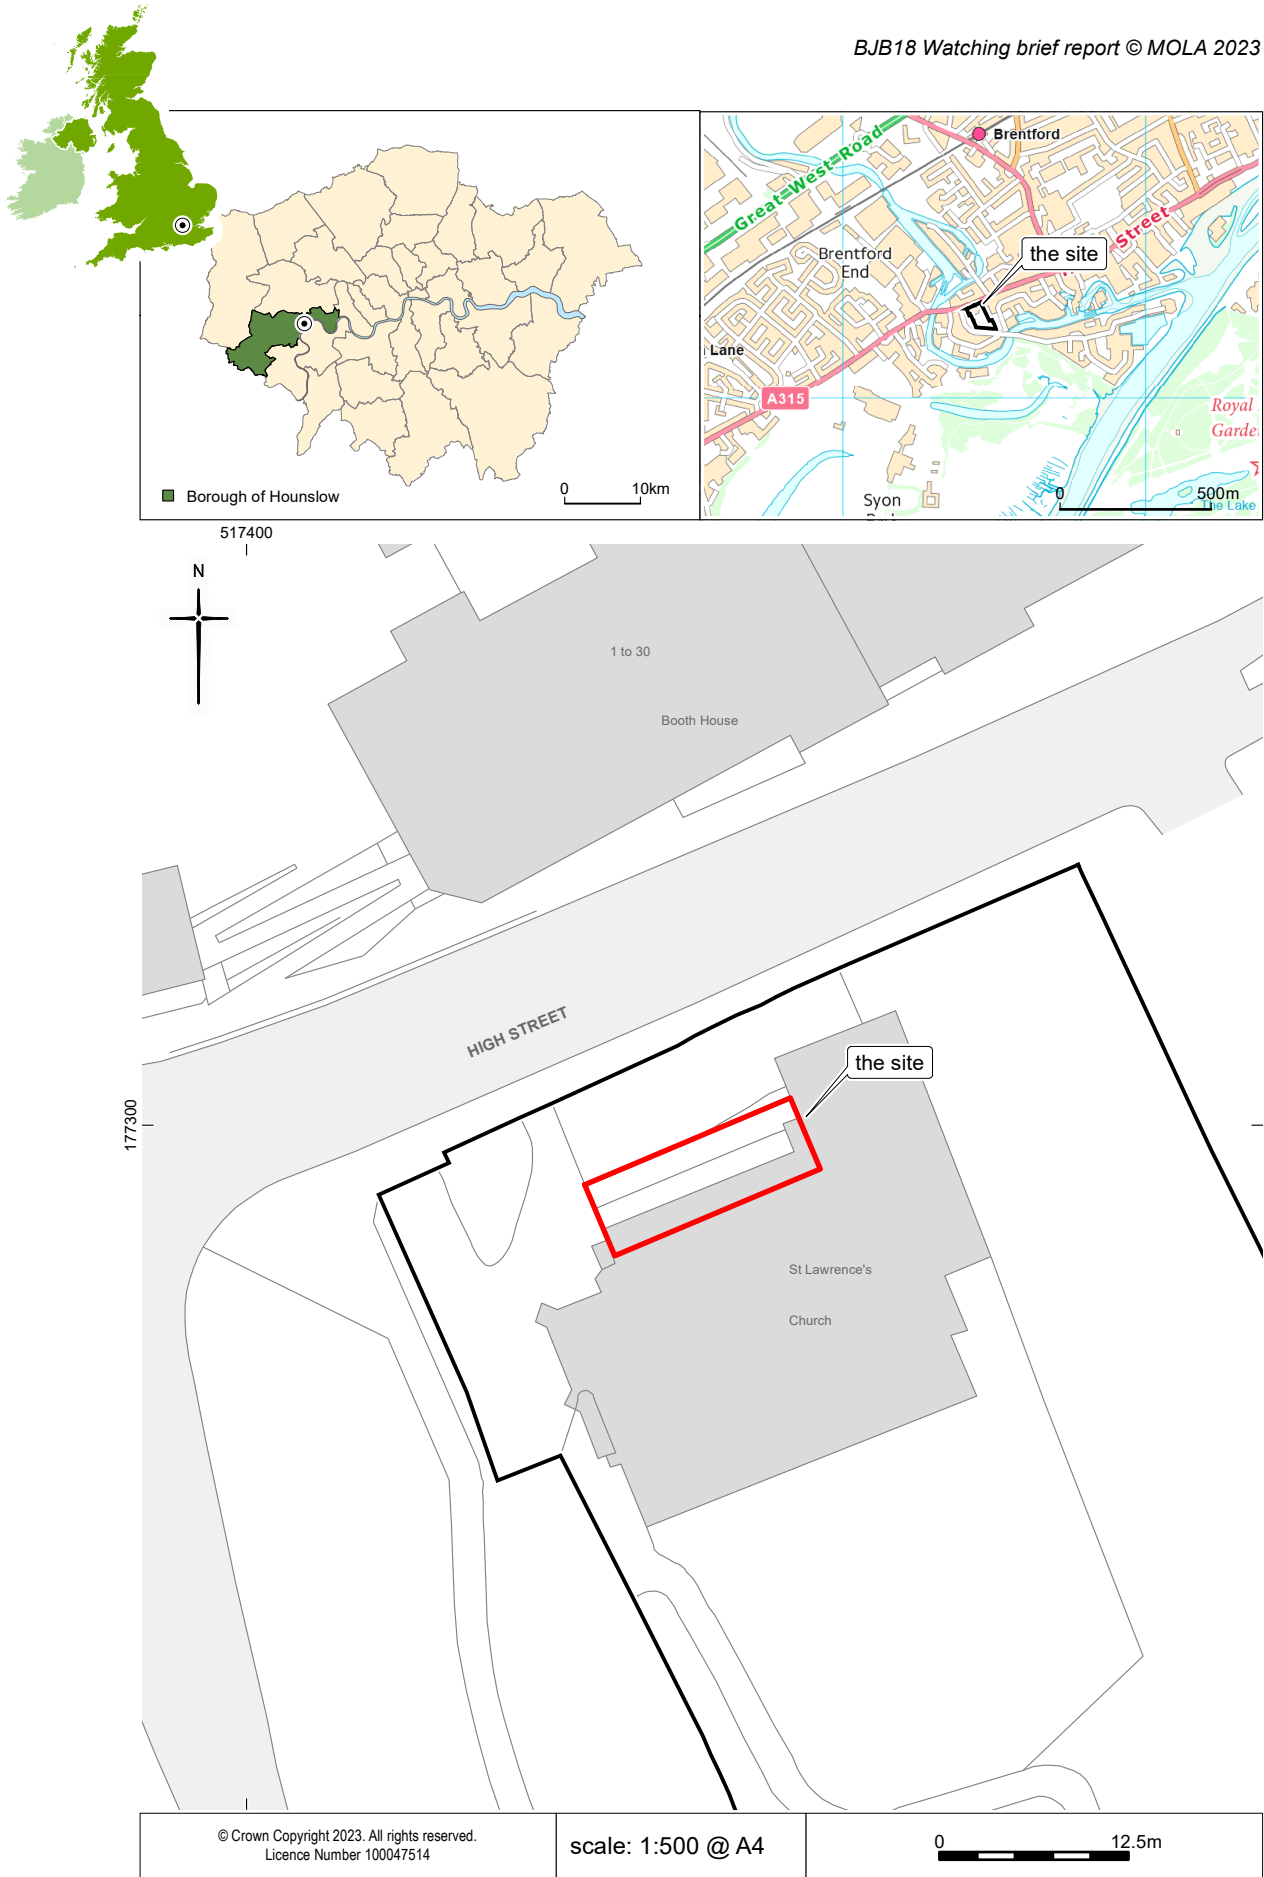 BJB18 Watching brief report © MOLA 2023
Borough of Hounslow
0 10km
Great West Road
Brentford
Brentford
End
Street
the site
Lane
A315
Royal
Syon
0 500m
The Lake
517400
N
1 to 30
Booth House
HIGH STREET
the site
177300
St Lawrence's
Church
© Crown Copyright 2023. All rights reserved.
Licence Number 100047514
scale: 1:500 @ A4
0 12.5m